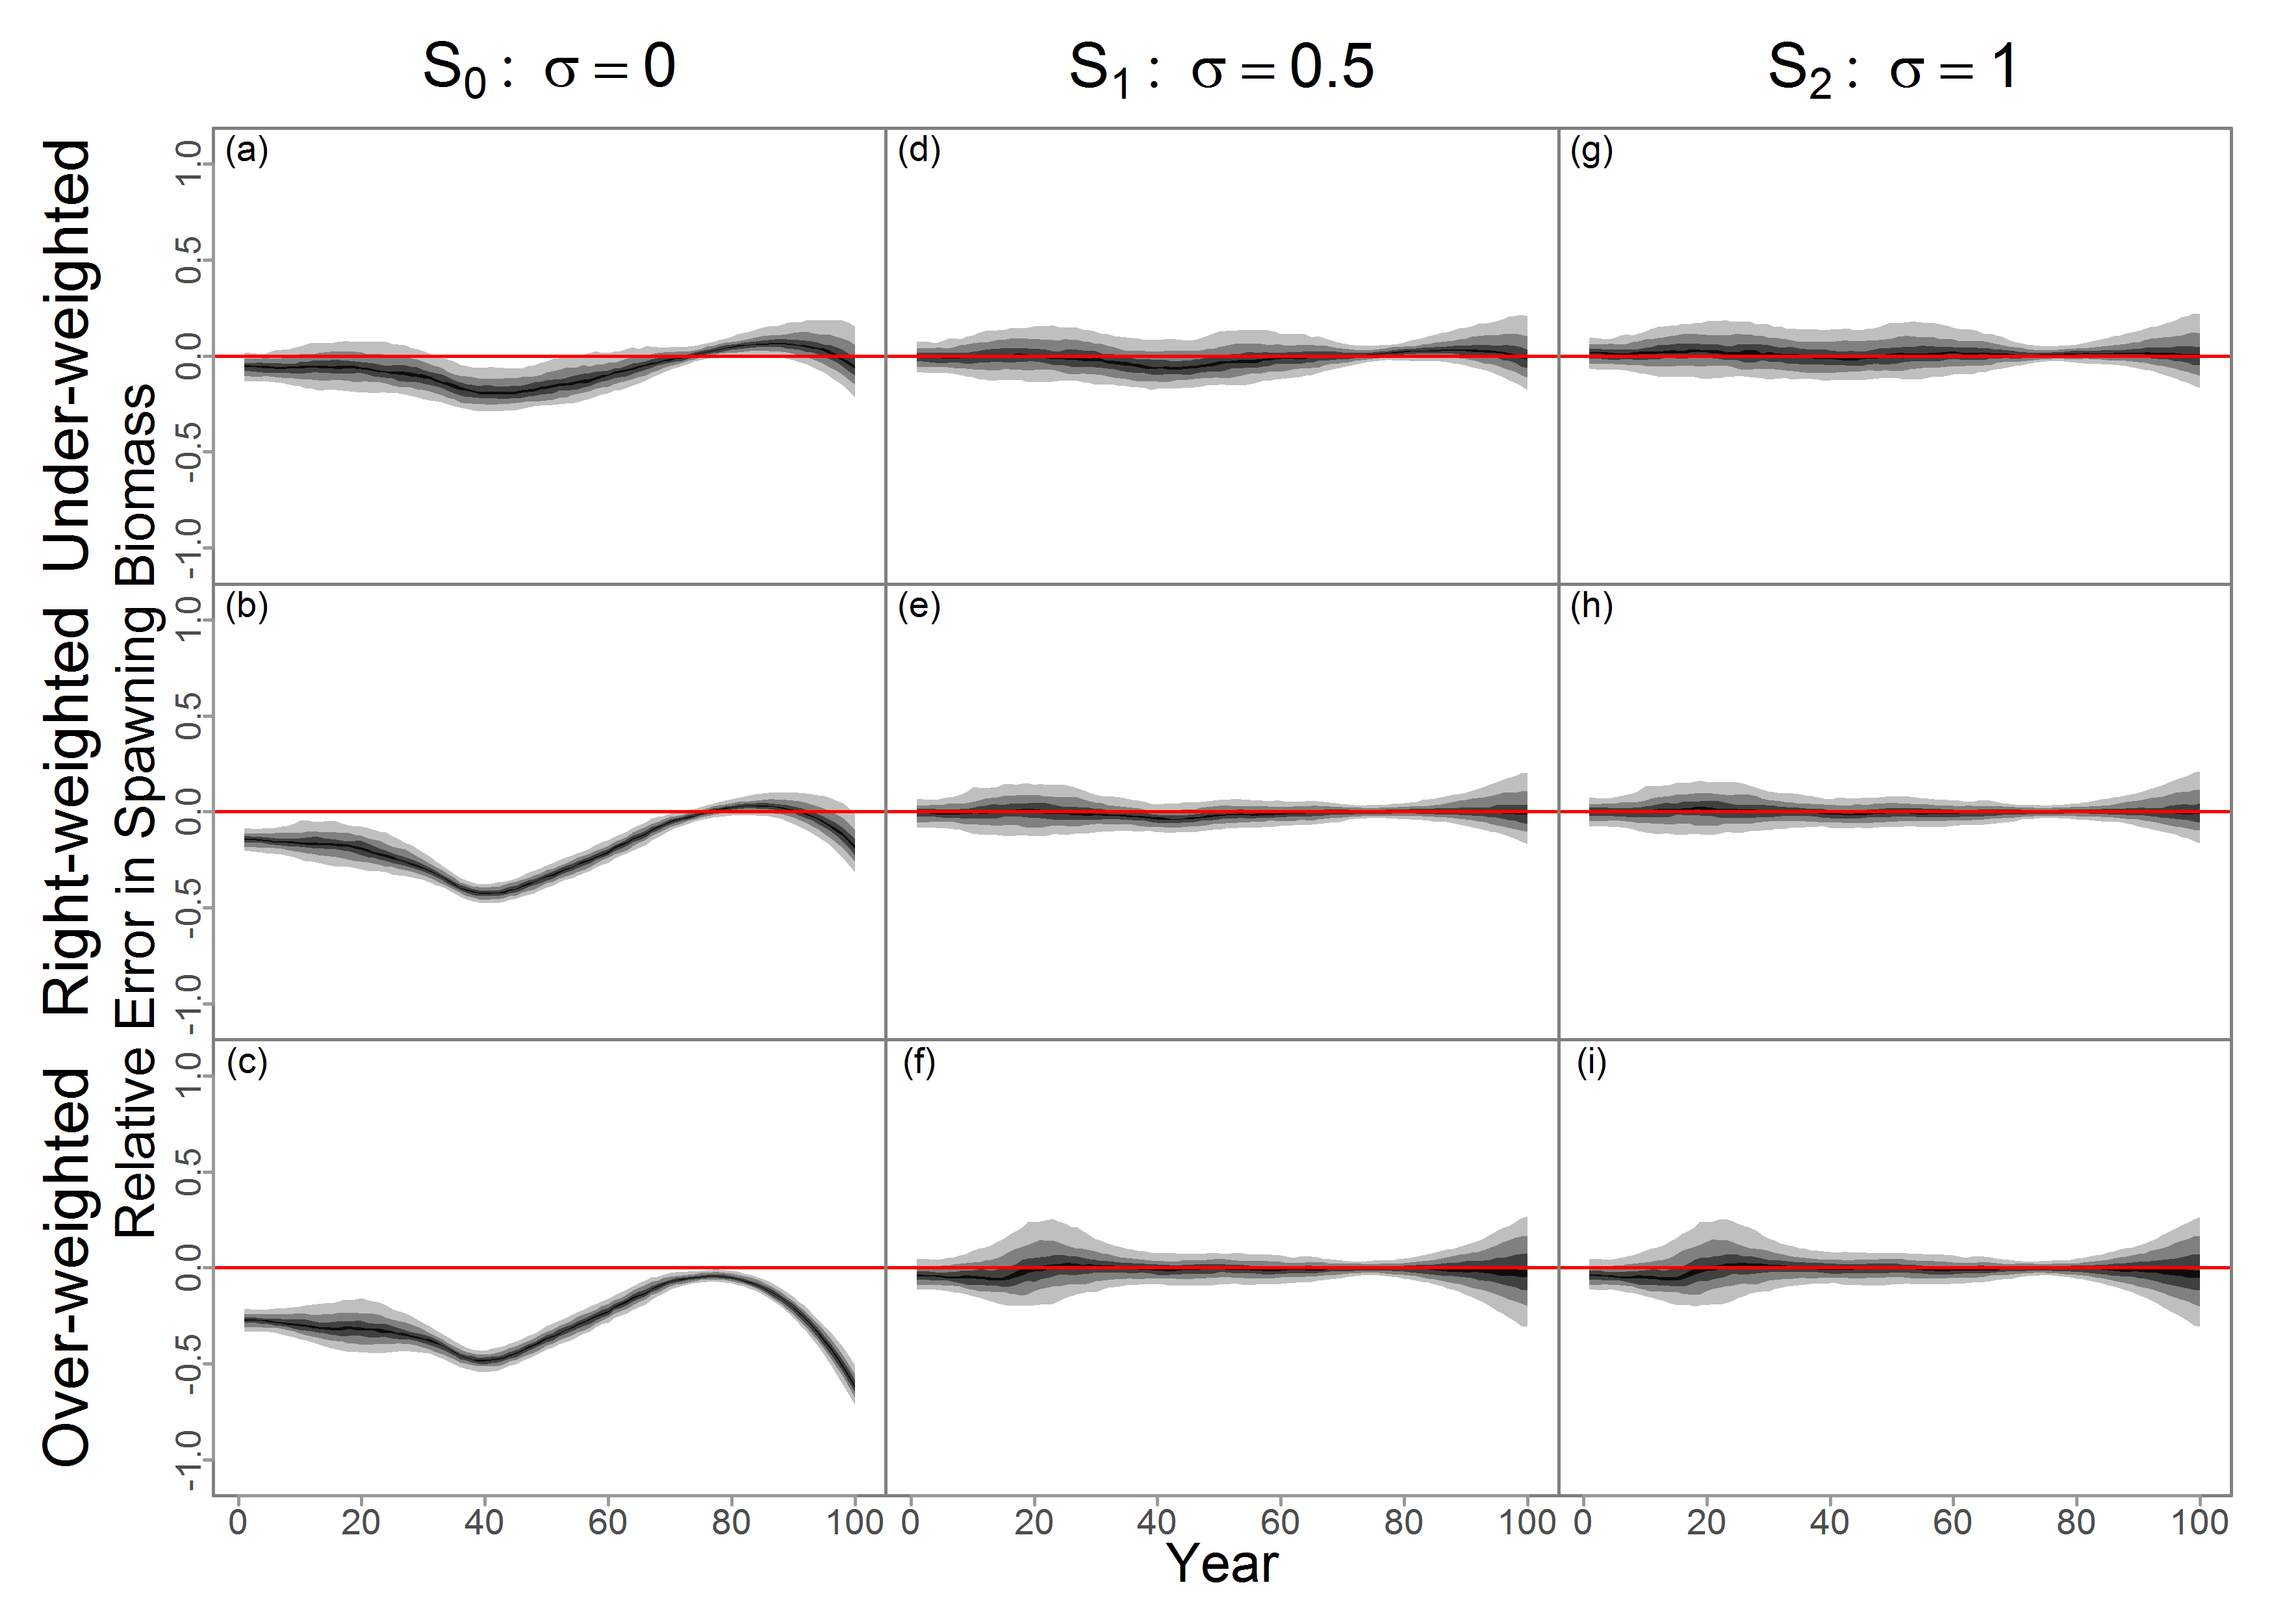 S0 : σ = 0
S1 : σ = 0.5
S2 : σ = 1
Under-weighted
Right-weighted
Over-weighted
Relative Error in Spawning Biomass
(a)
(d)
(g)
1.0
0.5
0.0
-0.5
-1.0
(b)
(e)
(h)
1.0
0.5
0.0
-0.5
-1.0
(c)
(f)
(i)
1.0
0.5
0.0
-0.5
-1.0
0 20 40 60 80 100
0 20 40 60 80 100
0 20 40 60 80 100
Year